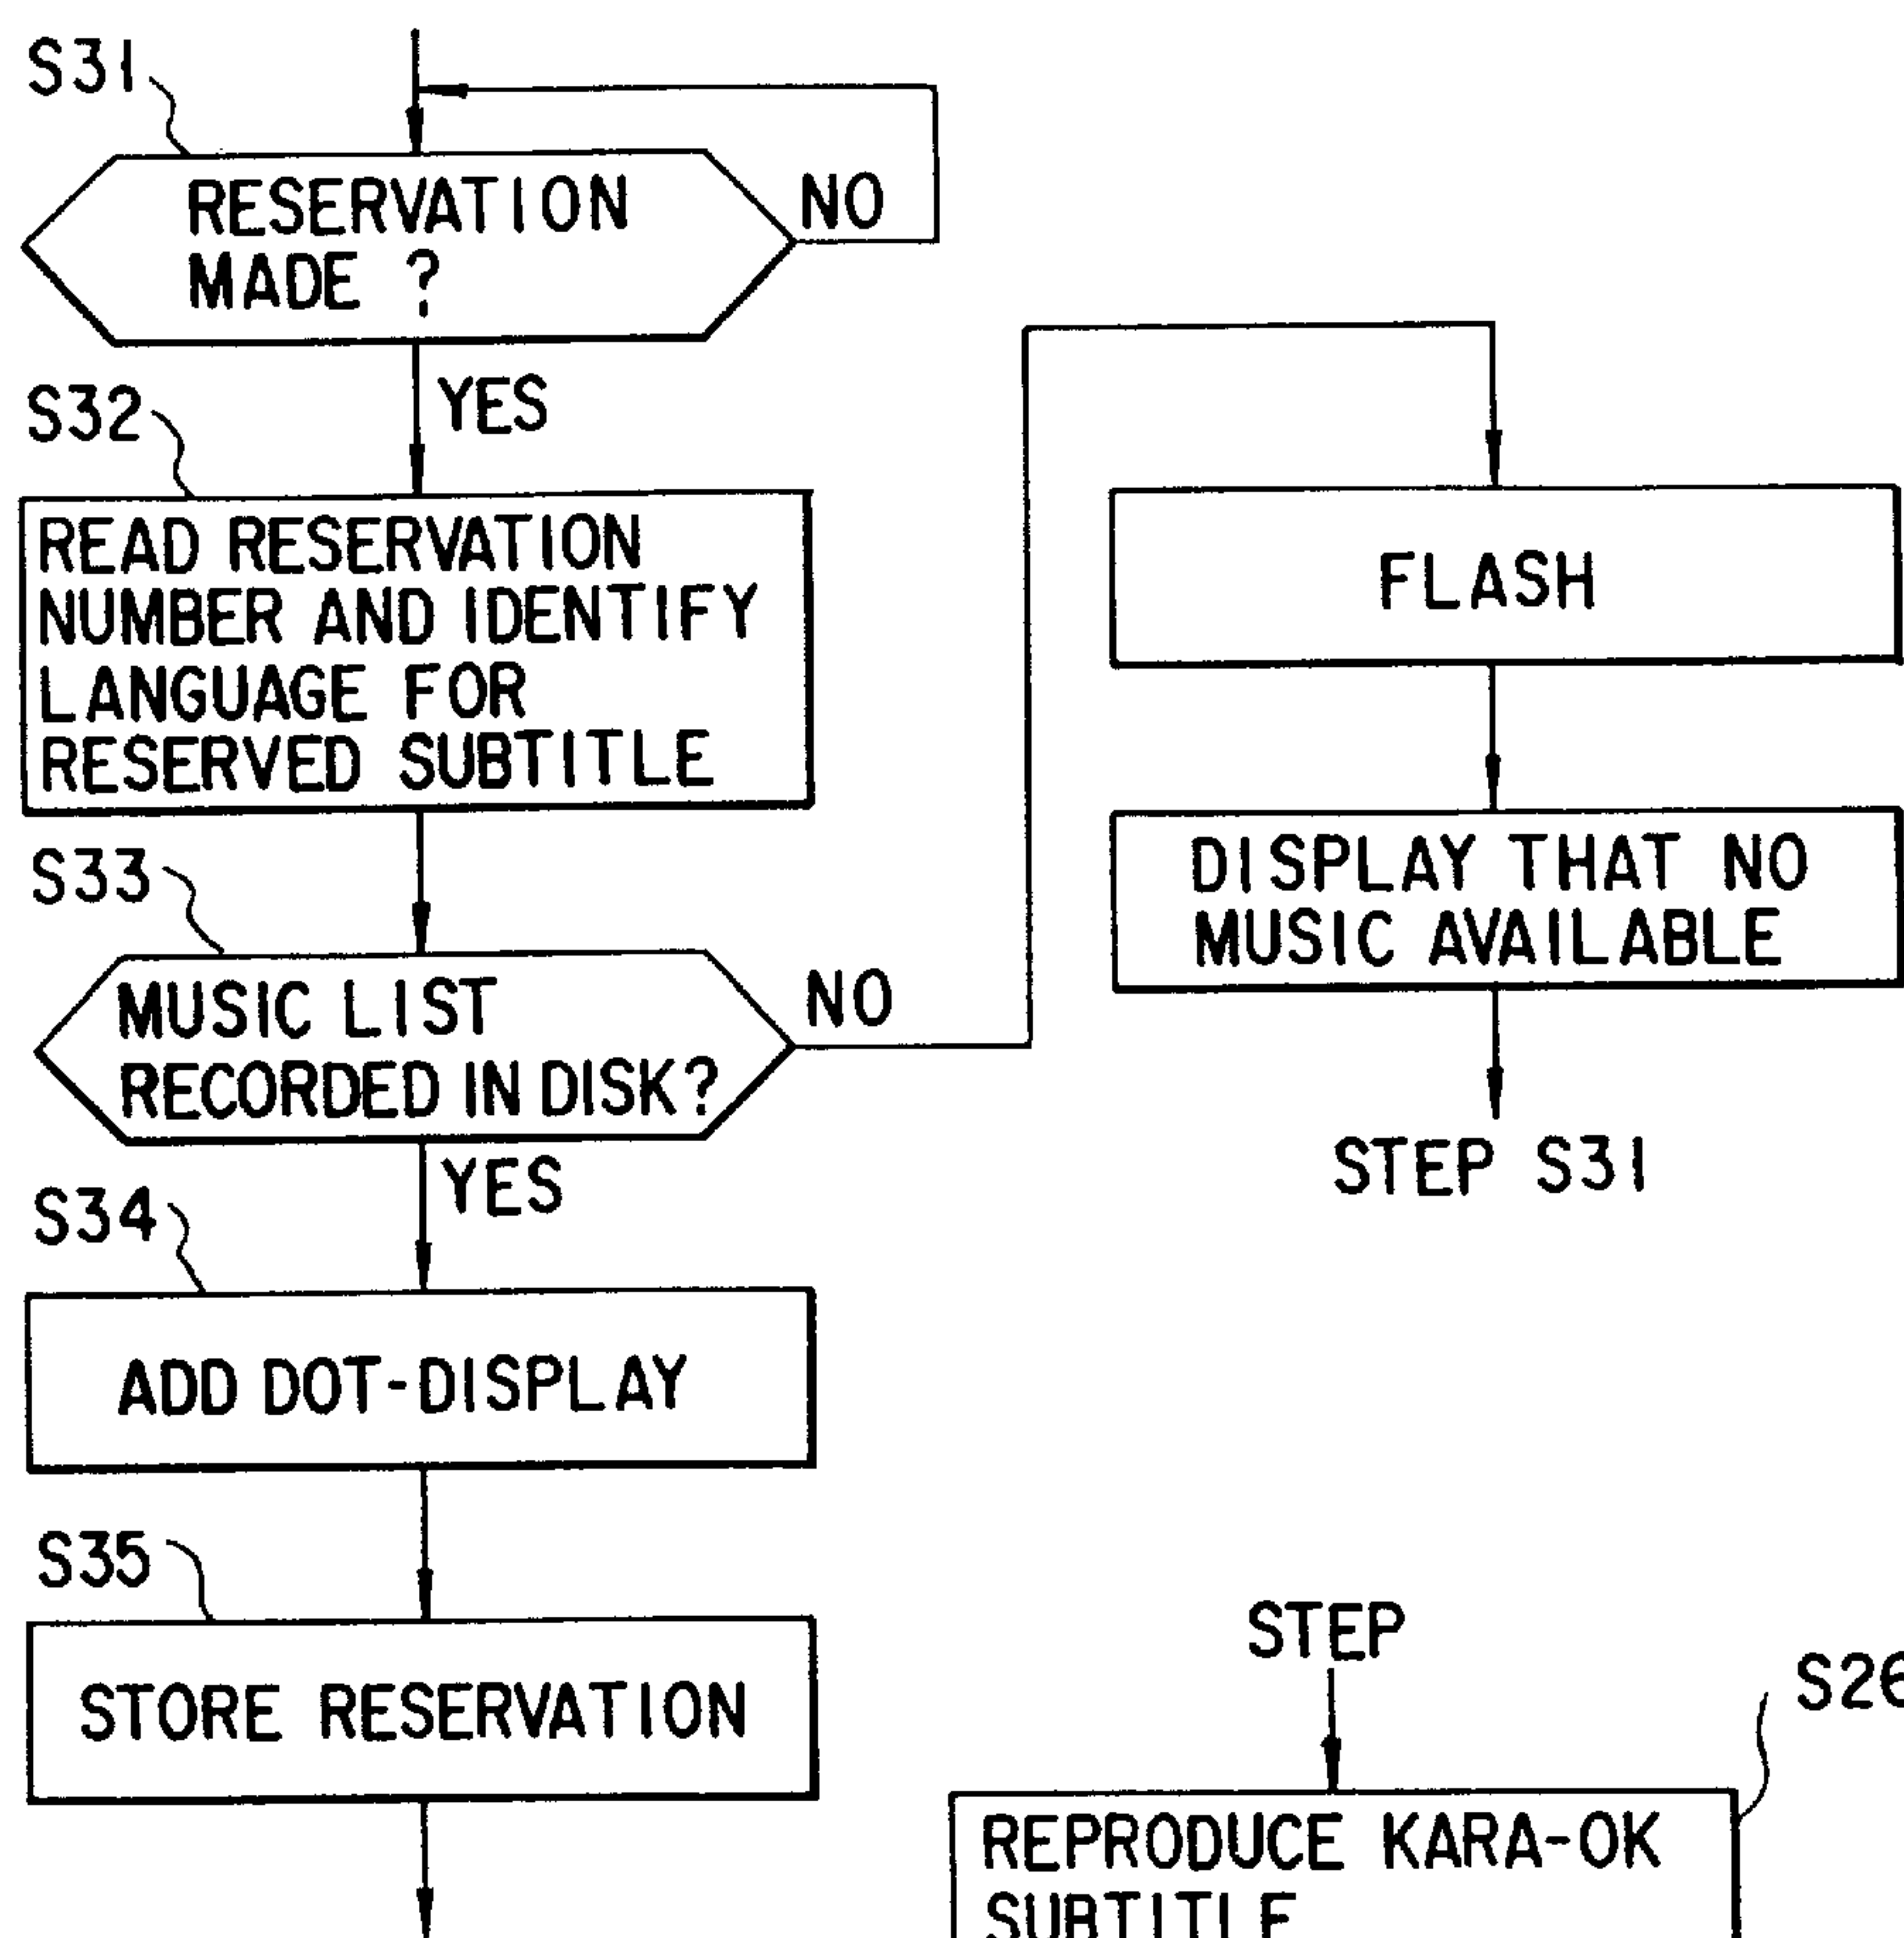 S31
RESERVATION
MADE ?
NO
YES
S32
READ RESERVATION
NUMBER AND IDENTIFY
LANGUAGE FOR
RESERVED SUBTITLE
S33
MUSIC LIST
RECORDED IN DISK?
NO
YES
S34
ADD DOT-DISPLAY
S35
STORE RESERVATION
FLASH
DISPLAY THAT NO
MUSIC AVAILABLE
STEP S31
STEP
S26
REPRODUCE KARA-OK
SUBTITLE